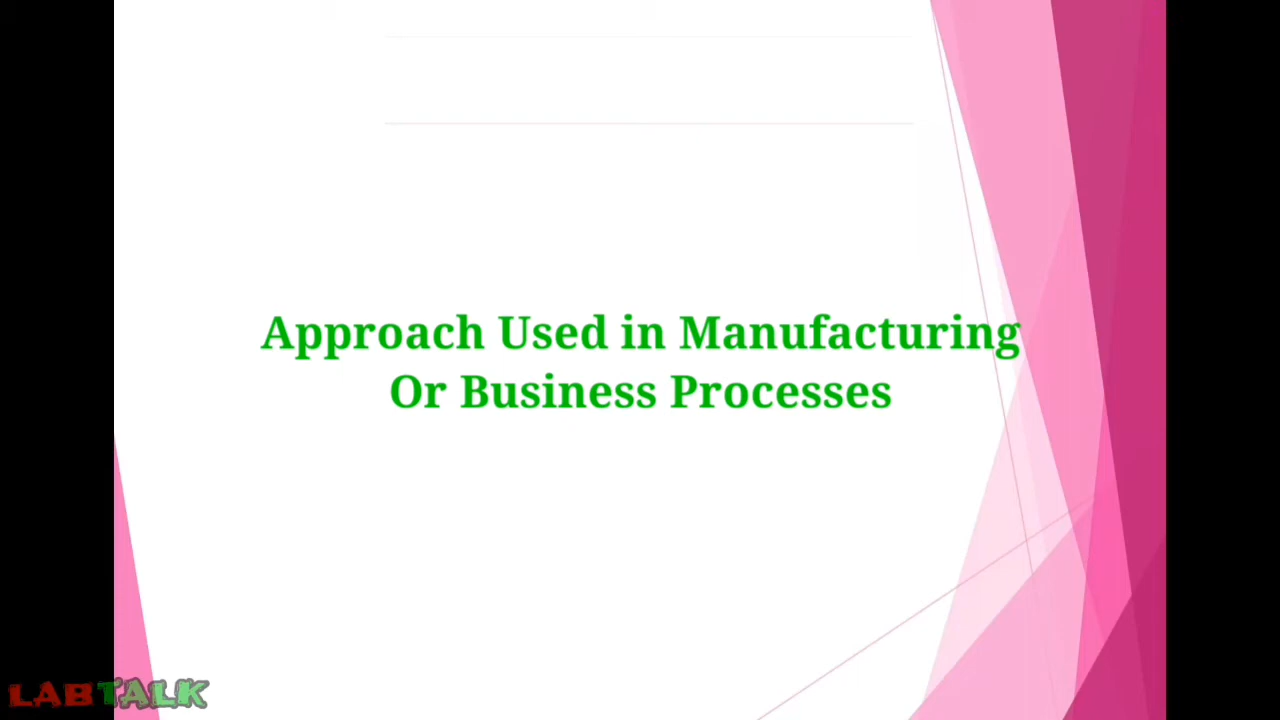 Approach Used in Manufacturing
Or Business Processes
LABTALK